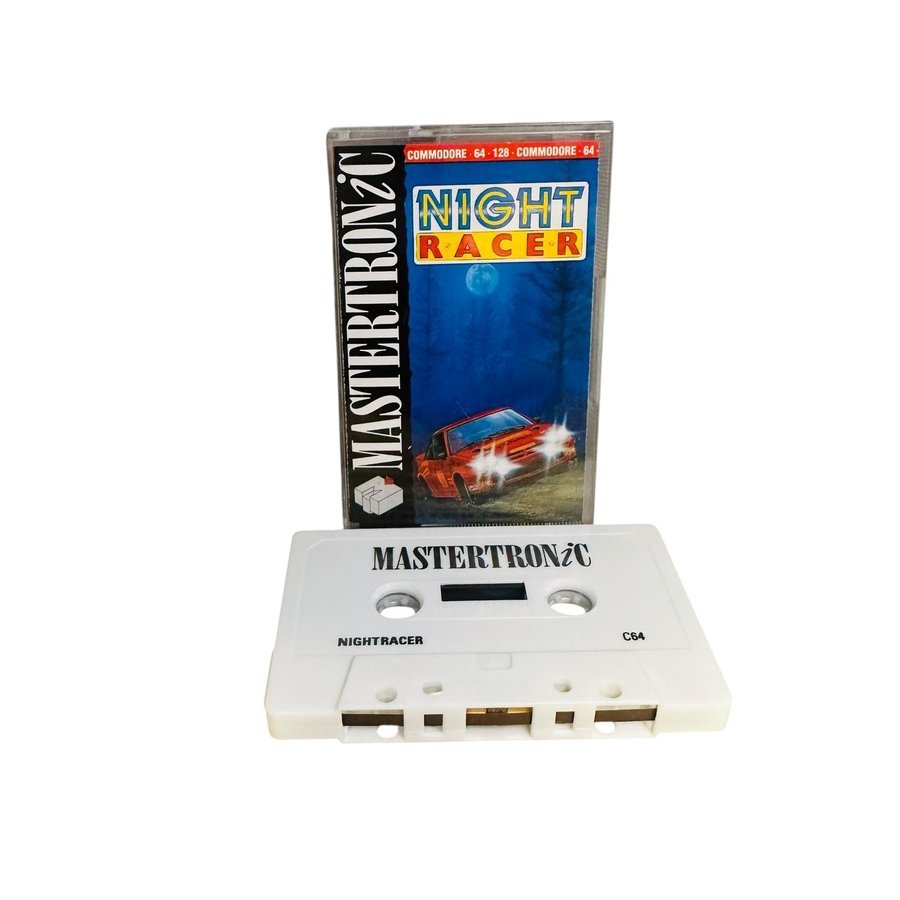 COMMODORE · 64 · 128 · COMMODORE · 64 ·
MASTERTRONiC
NIGHT
RACER
MASTERTRONiC
NIGHTRACER
C64